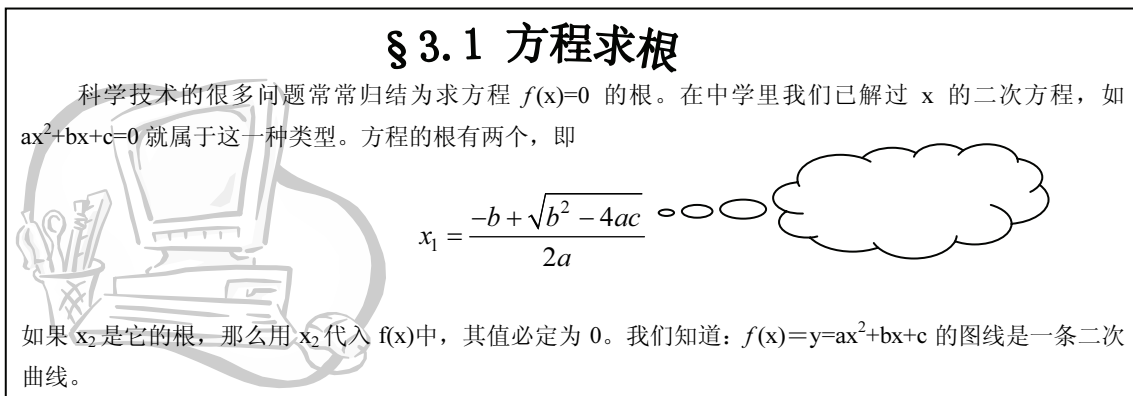 §3.1 方程求根
科学技术的很多问题常常归结为求方程 f(x)=0 的根。在中学里我们已解过 x 的二次方程，如
ax²+bx+c=0 就属于这一种类型。方程的根有两个，即
x₁ = (-b + √(b² - 4ac)) / 2a
如果 x₂ 是它的根，那么用 x₂ 代入 f(x)中，其值必定为 0。我们知道：f(x)＝y=ax²+bx+c 的图线是一条二次
曲线。